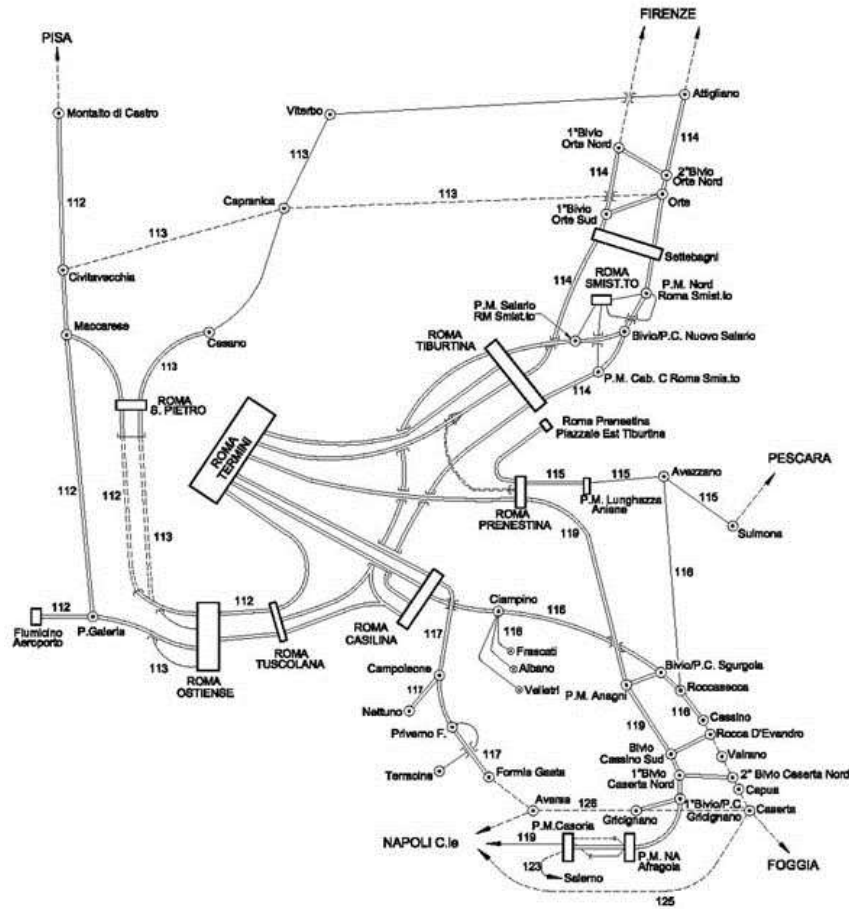 FIRENZE
PISA
Montalto di Castro
Viterbo
Attigliano
1°Bivio
Orte Nord
114
113
114
2°Bivio
Orte Nord
112
Capranica
113
1°Bivio
Orte Sud
Orte
113
Settebagni
Civitavecchia
114
ROMA
SMIST.TO
P.M. Nord
Roma Smist.to
P.M. Salario
RM Smist.to
Maccarese
Cesano
ROMA
TIBURTINA
Bivio/P.C. Nuovo Salario
113
ROMA
S. PIETRO
114
P.M. Cab. C Roma Smis.to
ROMA
TERMINI
Roma Prenestina
Piazzale Est Tiburtina
PESCARA
112
112
115
115
Avezzano
115
P.M. Lunghezza
Aniene
ROMA
PRENESTINA
Sulmona
113
119
116
112
112
Ciampino
116
Fiumicino
Aeroporto
P.Galeria
ROMA
TUSCOLANA
ROMA
CASILINA
117
116
Frascati
113
ROMA
OSTIENSE
Campoleone
Albano
Bivio/P.C. Sgurgola
Velletri
117
P.M. Anagni
Roccasecca
Nettuno
116
Cassino
Priverno F.
119
Rocca D'Evandro
117
Bivio
Cassino Sud
Vairano
Terracina
Formia Gaeta
1°Bivio
Caserta Nord
2° Bivio Caserta Nord
Capua
Aversa
126
Gricignano
1°Bivio/P.C.
Gricignano
Caserta
P.M.Casoria
NAPOLI C.le
119
P.M. NA
Afragola
FOGGIA
123
Salerno
125